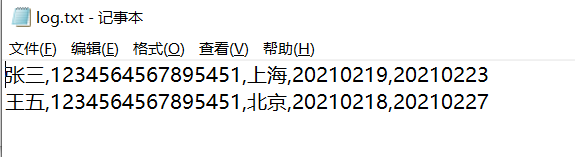 log.txt - 记事本
文件(F) 编辑(E) 格式(O) 查看(V) 帮助(H)
张三,1234564567895451,上海,20210219,20210223
王五,1234564567895451,北京,20210218,20210227